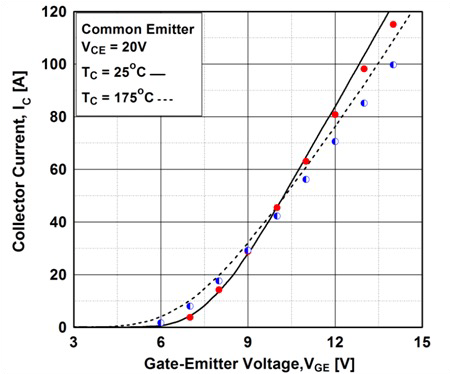 120
100
80
60
40
20
0
Common Emitter
VCE = 20V
TC = 25°C
TC = 175°C
Collector Current, IC [A]
3 6 9 12 15
Gate-Emitter Voltage,VGE [V]